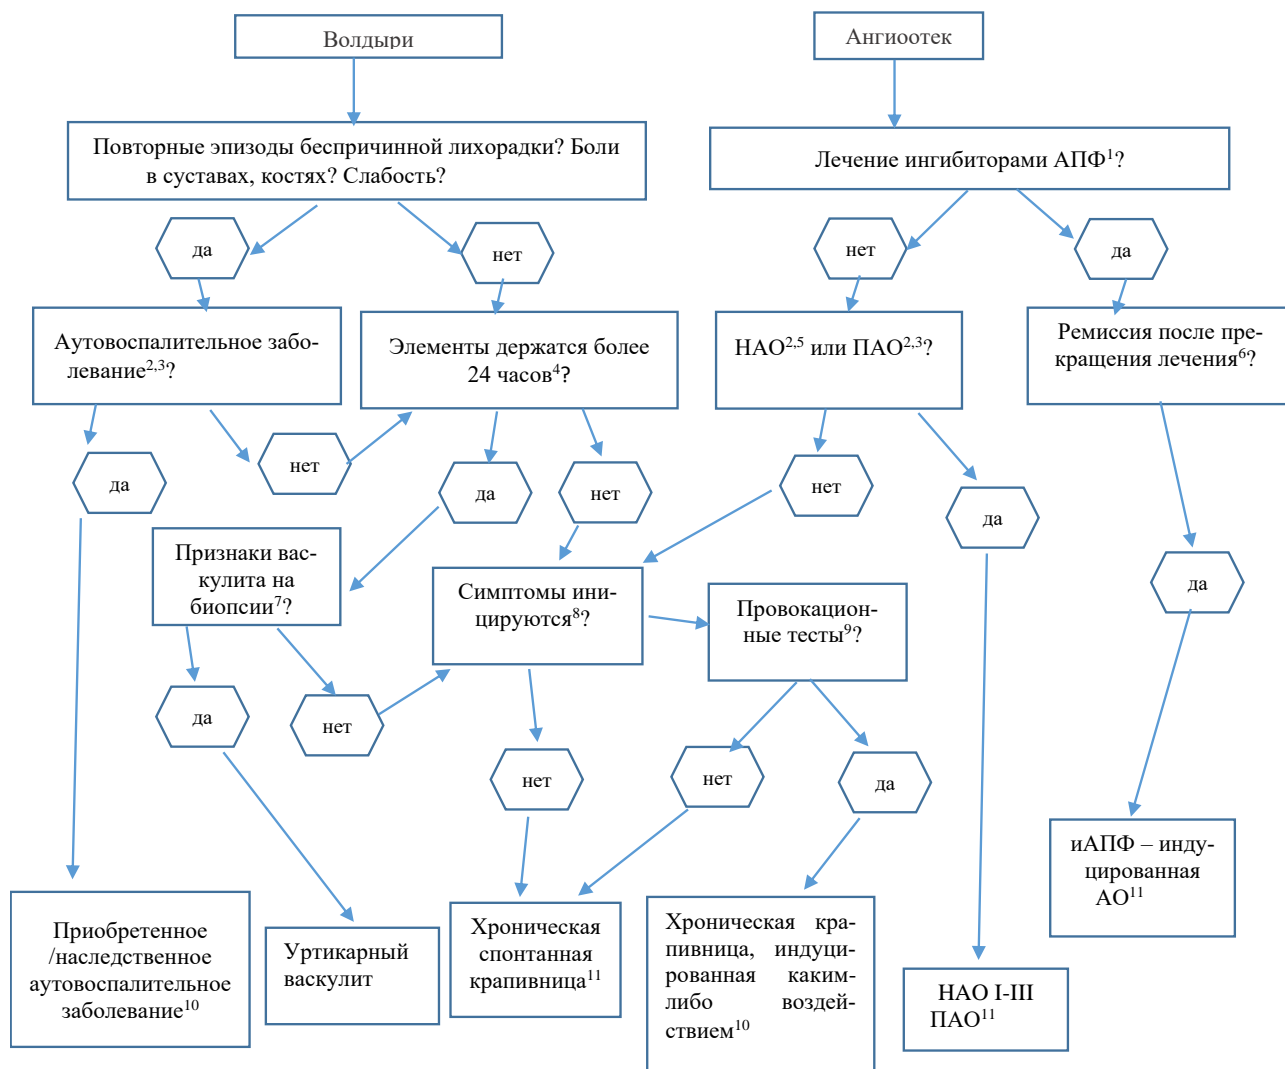 Волдыри
Ангиоотек
Повторные эпизоды беспричинной лихорадки? Боли
в суставах, костях? Слабость?
Лечение ингибиторами АПФ¹?
да
нет
нет
да
Аутовоспалительное забо-
левание²,³?
Элементы держатся более
24 часов⁴?
НАО²,⁵ или ПАО²,³?
Ремиссия после пре-
кращения лечения⁶?
да
нет
да
нет
нет
да
Признаки вас-
кулита на
биопсии⁷?
Симптомы ини-
циируются⁸?
Провокацион-
ные тесты⁹?
да
да
нет
нет
нет
да
Приобретенное
/наследственное
аутовоспалительное
заболевание¹⁰
Уртикарный
васкулит
Хроническая
спонтанная
крапивница¹¹
Хроническая кра-
пивница, индуци-
рованная каким-
либо воздей-
ствием¹⁰
НАО I-III
ПАО¹¹
иАПФ – инду-
цированная
АО¹¹